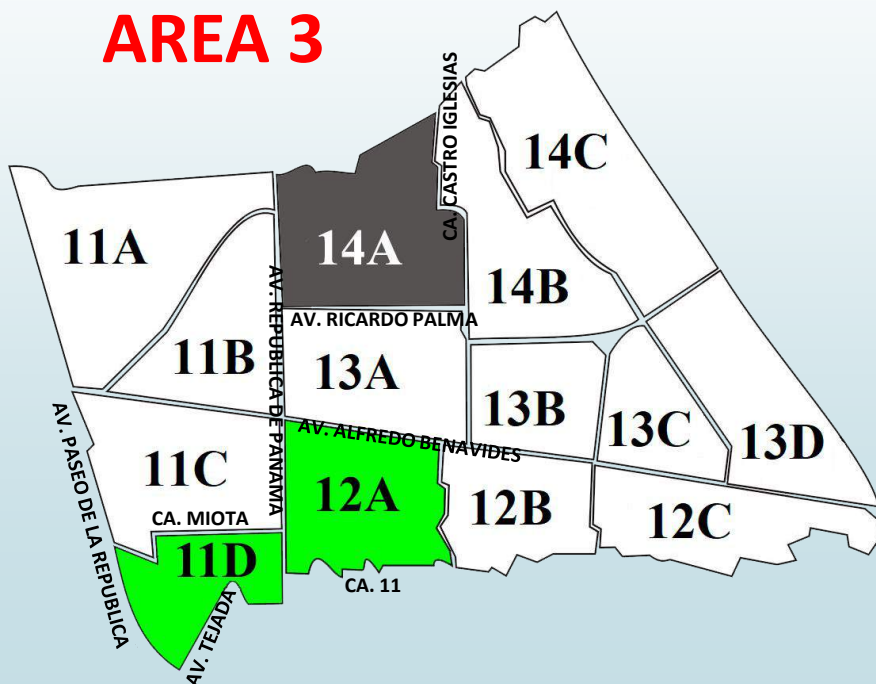 AREA 3
CA. CASTRO IGLESIAS
14C
11A
14A
14B
AV. REPUBLICA DE PANAMA
AV. RICARDO PALMA
11B
13A
13B
13C
13D
AV. PASEO DE LA REPUBLICA
AV. ALFREDO BENAVIDES
11C
12A
12B
12C
CA. MIOTA
11D
CA. 11
AV. TEJADA